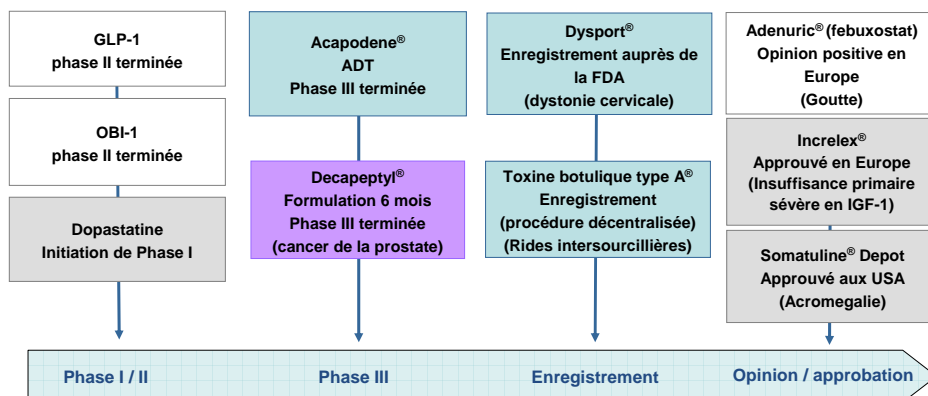 GLP-1
phase II terminée
OBI-1
phase II terminée
Dopastatine
Initiation de Phase I
Acapodene®
ADT
Phase III terminée
Decapeptyl®
Formulation 6 mois
Phase III terminée
(cancer de la prostate)
Dysport®
Enregistrement auprès de
la FDA
(dystonie cervicale)
Toxine botulique type A®
Enregistrement
(procédure décentralisée)
(Rides intersourcillières)
Adenuric® (febuxostat)
Opinion positive en
Europe
(Goutte)
Increlex®
Approuvé en Europe
(Insuffisance primaire
sévère en IGF-1)
Somatuline® Depot
Approuvé aux USA
(Acromegalie)
Phase I / II
Phase III
Enregistrement
Opinion / approbation